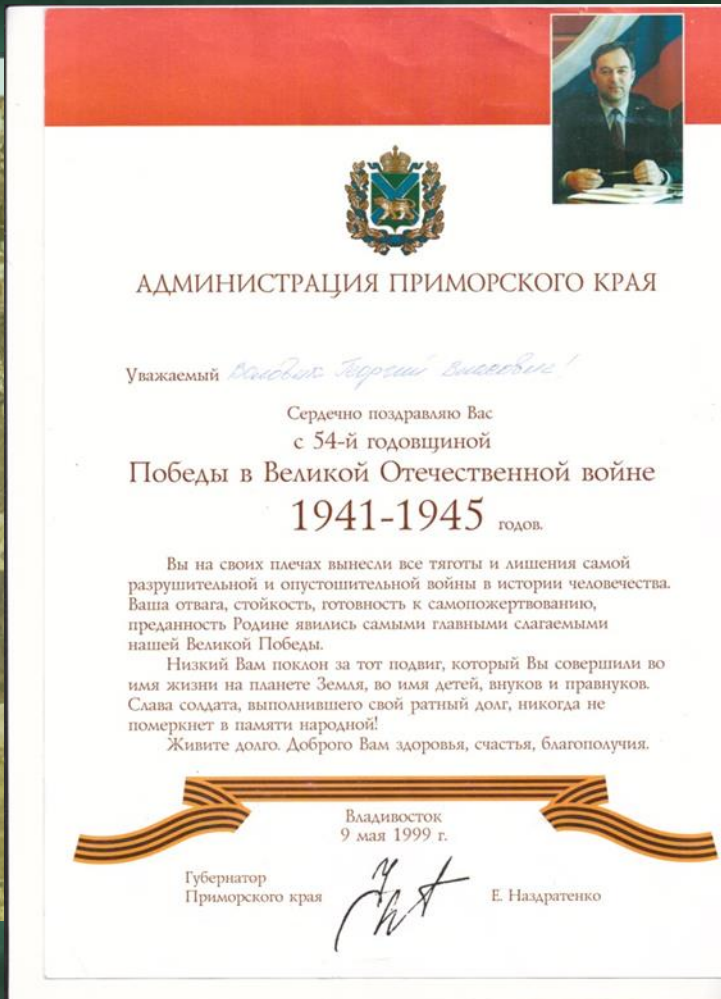 АДМИНИСТРАЦИЯ ПРИМОРСКОГО КРАЯ
Уважаемый Георгий
Сердечно поздравляю Вас
с 54-й годовщиной
Победы в Великой Отечественной войне
1941-1945 годов.
Вы на своих плечах вынесли все тяготы и лишения самой
разрушительной и опустошительной войны в истории человечества.
Ваша отвага, стойкость, готовность к самопожертвованию,
преданность Родине явились самыми главными слагаемыми
нашей Великой Победы.
Низкий Вам поклон за тот подвиг, который Вы совершили во
имя жизни на планете Земля, во имя детей, внуков и правнуков.
Слава солдата, выполнившего свой ратный долг, никогда не
померкнет в памяти народной!
Живите долго. Доброго Вам здоровья, счастья, благополучия.
Владивосток
9 мая 1999 г.
Губернатор
Приморского края
Е. Наздратенко